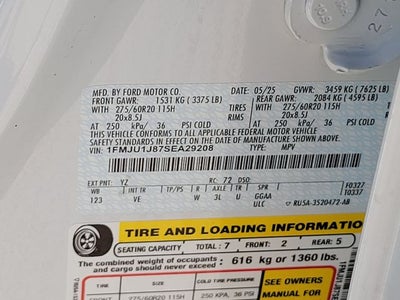 MFD. BY FORD MOTOR CO. 05/25 GVWR: 3459 KG (7625 LB)
FRONT GAWR: 1531 KG (3375 LB) REAR GAWR: 2084 KG (4595 LB)
WITH 275/60R20 115H TIRES WITH 275/60R20 115H TIRES
20x8.5J RIMS 20x8.5J RIMS
AT 250 kPa/ 36 PSI COLD AT 250 kPa/ 36 PSI COLD
THIS VEHICLE CONFORMS TO ALL APPLICABLE FEDERAL MOTOR VEHICLE
SAFETY STANDARDS IN EFFECT ON THE DATE OF MANUFACTURE SHOWN ABOVE.
VIN: 1FMJU1J87SEA29208 TYPE: MPV
EXT PNT: YZ RC: 72 DSO: F0327
WB INT TR TP/PS R AXLE TR SPR T0337
123 VE W 3L U GGAA
ULC RU5A-3520472-AB
TIRE AND LOADING INFORMATION
SEATING CAPACITY TOTAL : 7 FRONT : 2 REAR : 5
The combined weight of occupants and cargo should never exceed 616 kg or 1360 lbs.
TIRE SIZE COLD TIRE PRESSURE SEE OWNERS
FRONT 275/60R20 115H 250 KPA, 36 PSI MANUAL FOR